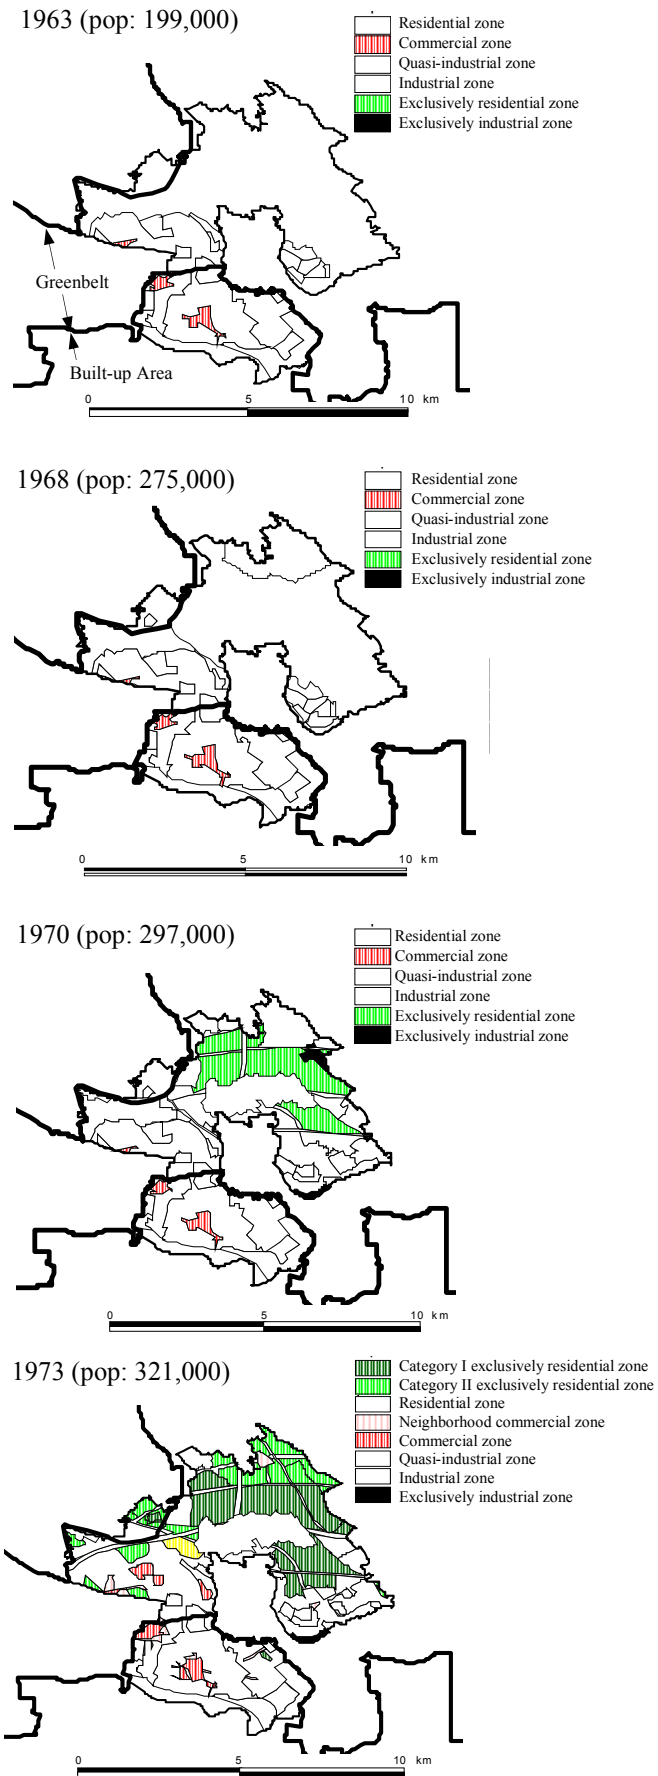 1963 (pop: 199,000)
Residential zone
Commercial zone
Quasi-industrial zone
Industrial zone
Exclusively residential zone
Exclusively industrial zone
Greenbelt
Built-up Area
0 5 10 km
1968 (pop: 275,000)
Residential zone
Commercial zone
Quasi-industrial zone
Industrial zone
Exclusively residential zone
Exclusively industrial zone
0 5 10 km
1970 (pop: 297,000)
Residential zone
Commercial zone
Quasi-industrial zone
Industrial zone
Exclusively residential zone
Exclusively industrial zone
0 5 10 km
1973 (pop: 321,000)
Category I exclusively residential zone
Category II exclusively residential zone
Residential zone
Neighborhood commercial zone
Commercial zone
Quasi-industrial zone
Industrial zone
Exclusively industrial zone
0 5 10 km